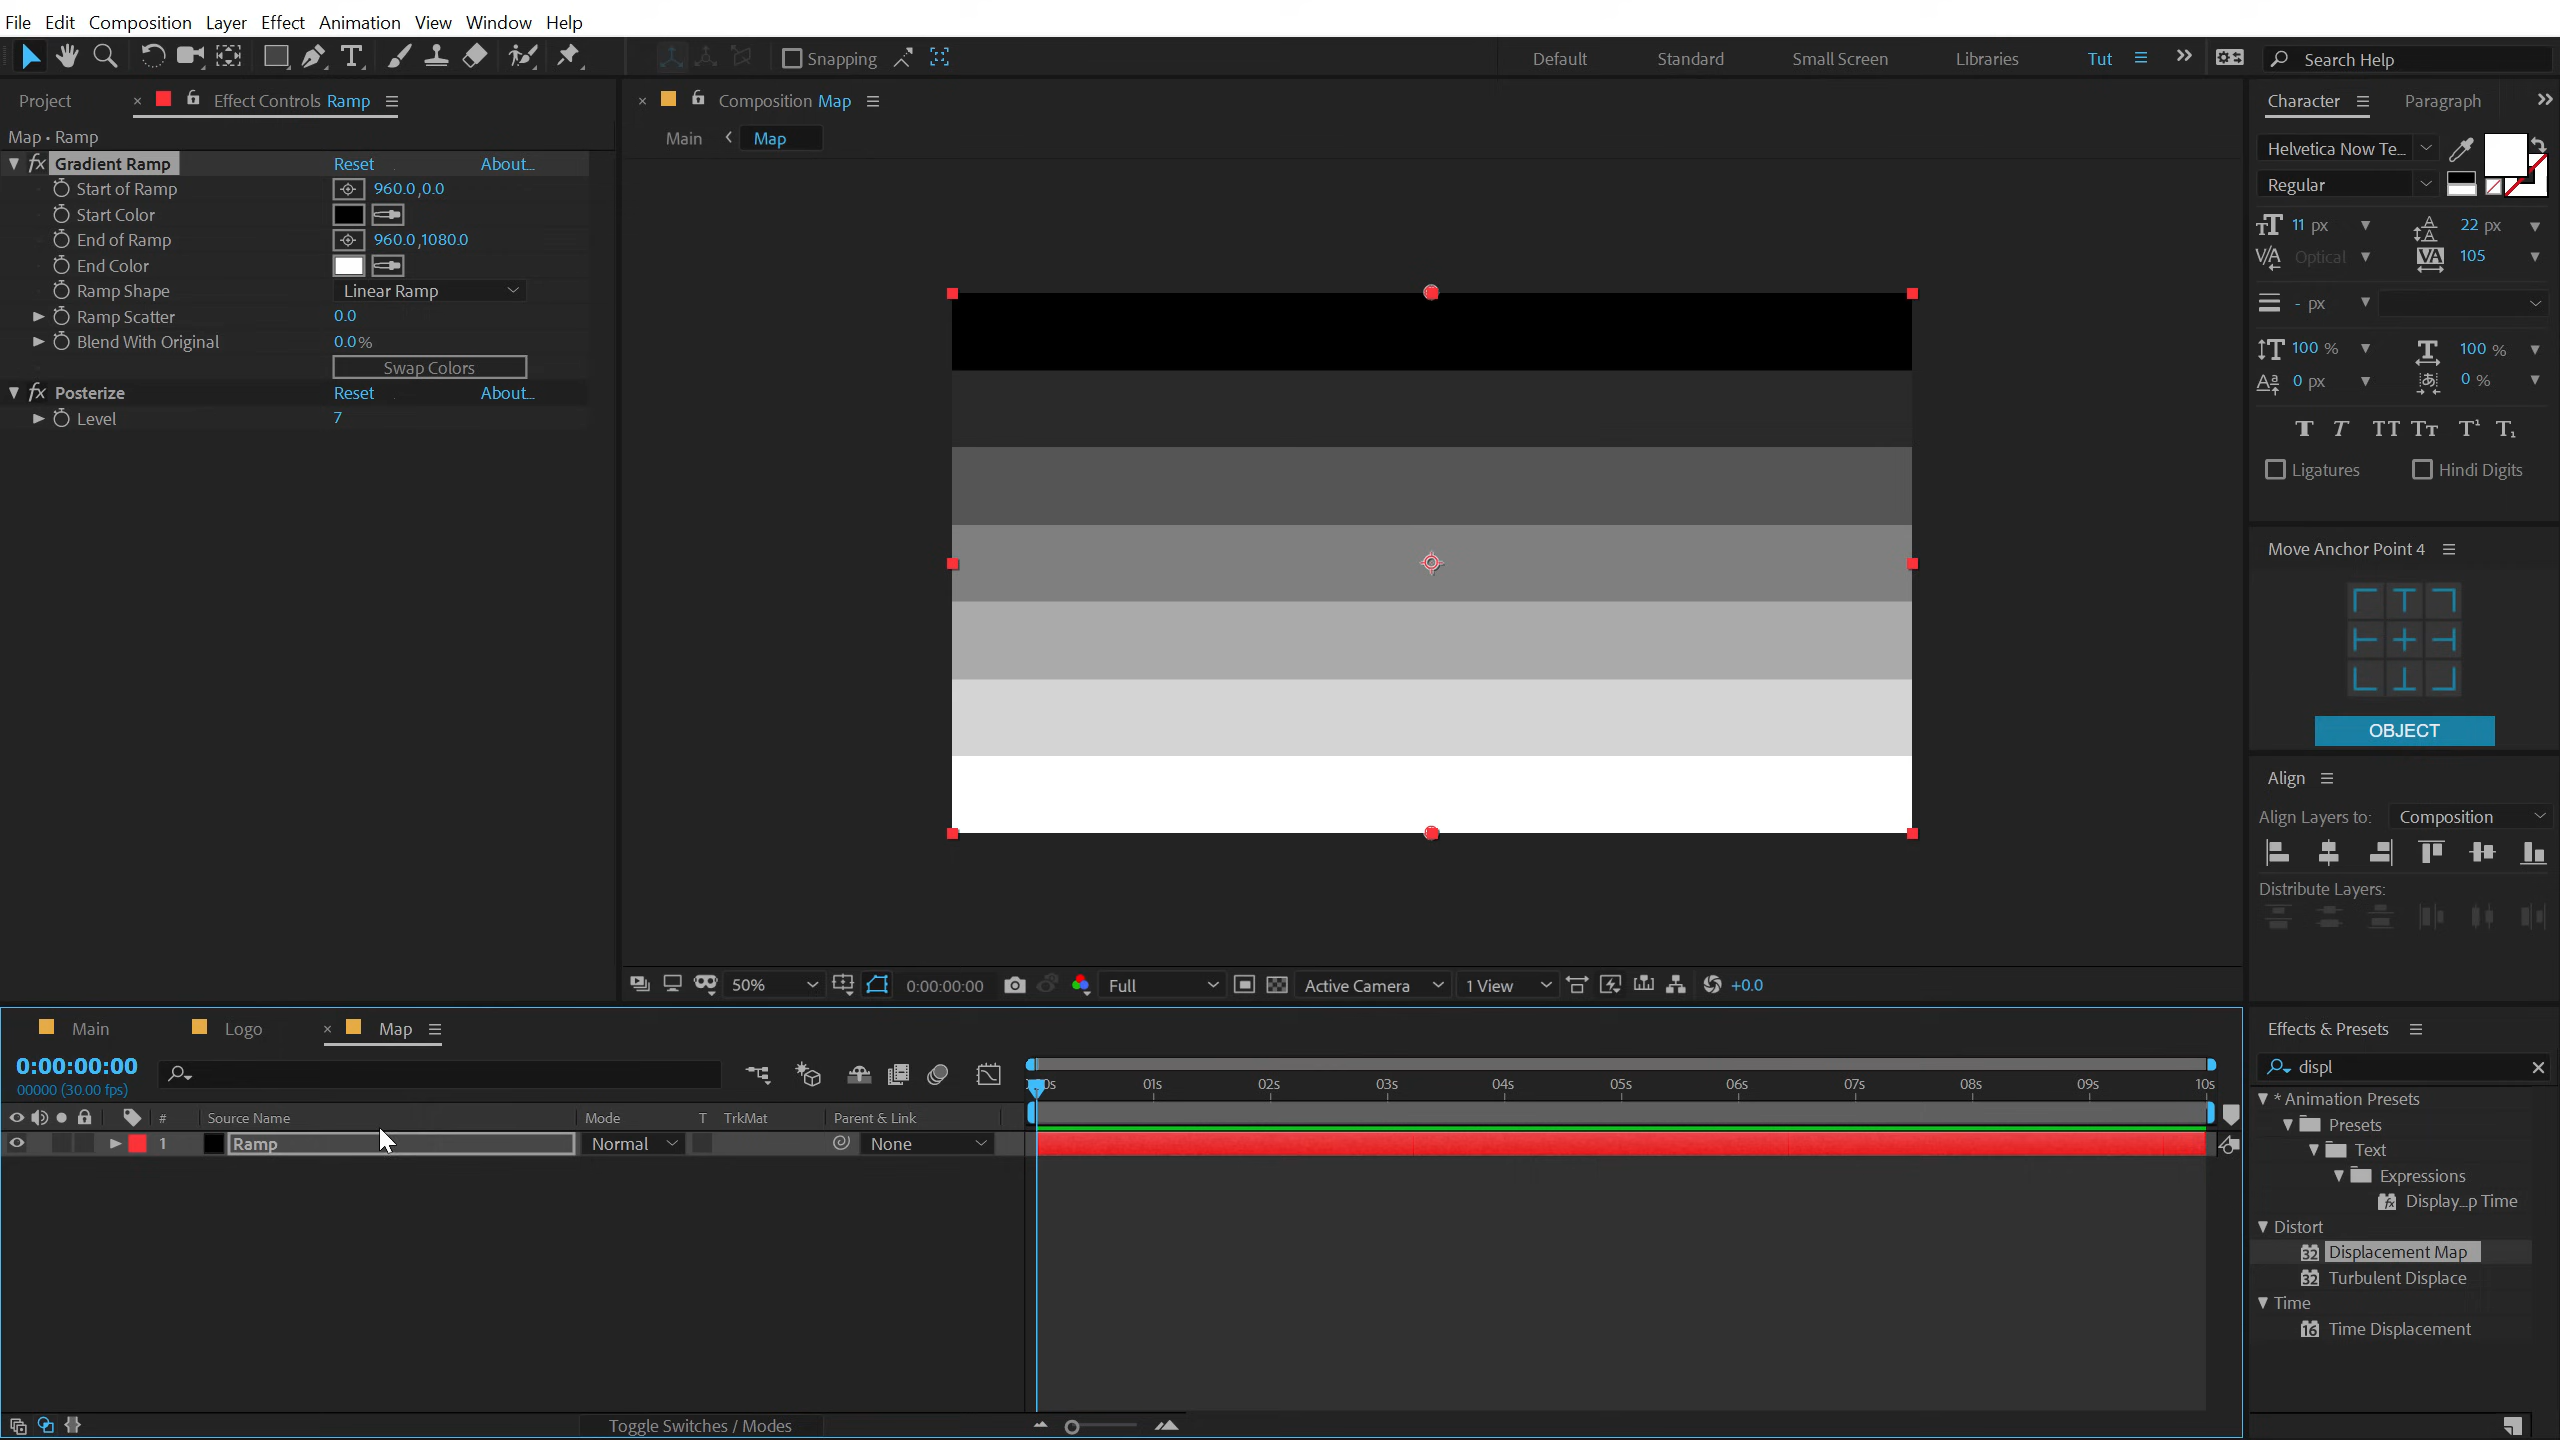 File Edit Composition Layer Effect Animation View Window Help
Snapping
Default Standard Small Screen Libraries Tut
Search Help
Project
Effect Controls Ramp
Map • Ramp
fx Gradient Ramp Reset About...
Start of Ramp 960.0,0.0
Start Color
End of Ramp 960.0,1080.0
End Color
Ramp Shape Linear Ramp
Ramp Scatter 0.0
Blend With Original 0.0%
Swap Colors
fx Posterize Reset About...
Level 7
Composition Map
Main Map
50% 0:00:00:00 Full Active Camera 1 View +0.0
Character Paragraph
Helvetica Now Te...
Regular
11 px 22 px
Optical 105
- px
100 % 100 %
0 px 0 %
Ligatures Hindi Digits
Move Anchor Point 4
OBJECT
Align
Align Layers to: Composition
Distribute Layers:
Main Logo Map
0:00:00:00
00000 (30.00 fps)
# Source Name Mode T TrkMat Parent & Link
1 Ramp Normal None
01s 02s 03s 04s 05s 06s 07s 08s 09s 10s
Toggle Switches / Modes
Effects & Presets
displ
* Animation Presets
Presets
Text
Expressions
Display_p Time
Distort
32 Displacement Map
32 Turbulent Displace
Time
16 Time Displacement